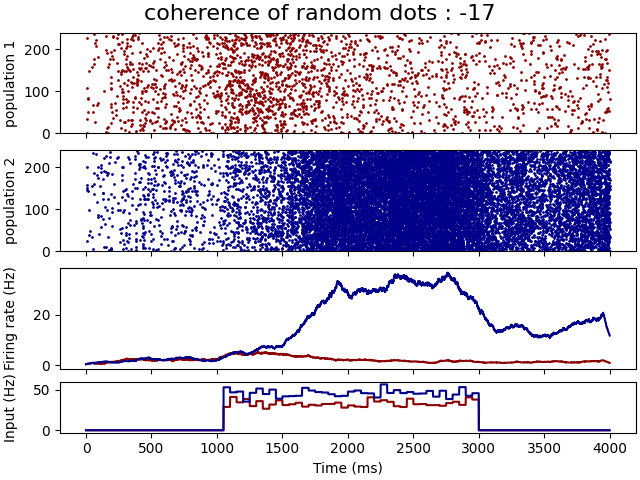 coherence of random dots : -17
population 1
200
100
0
population 2
200
100
0
Firing rate (Hz)
20
0
Input (Hz)
50
0
0 500 1000 1500 2000 2500 3000 3500 4000
Time (ms)